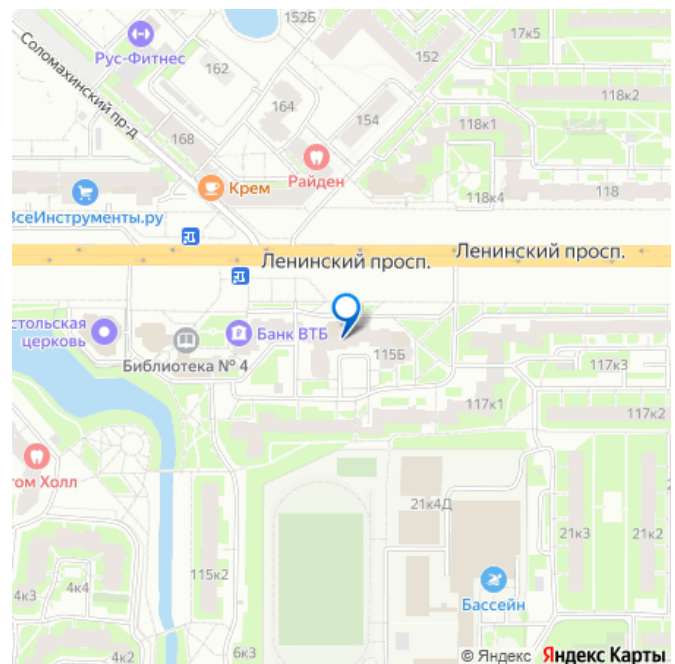 152Б
17к5
Рус-Фитнес
162
152
118к2
Соломахинский пр-д
164
154
118к1
168
Райден
Крем
118к4
118
ВсеИнструменты.ру
Ленинский просп.
Ленинский просп.
стольская
церковь
Банк ВТБ
Библиотека № 4
115Б
117к3
117к1
117к2
том Холл
21к4Д
21к3
21к2
115к2
4к4
4к3
Бассейн
6к3
4к2
© Яндекс Яндекс Карты